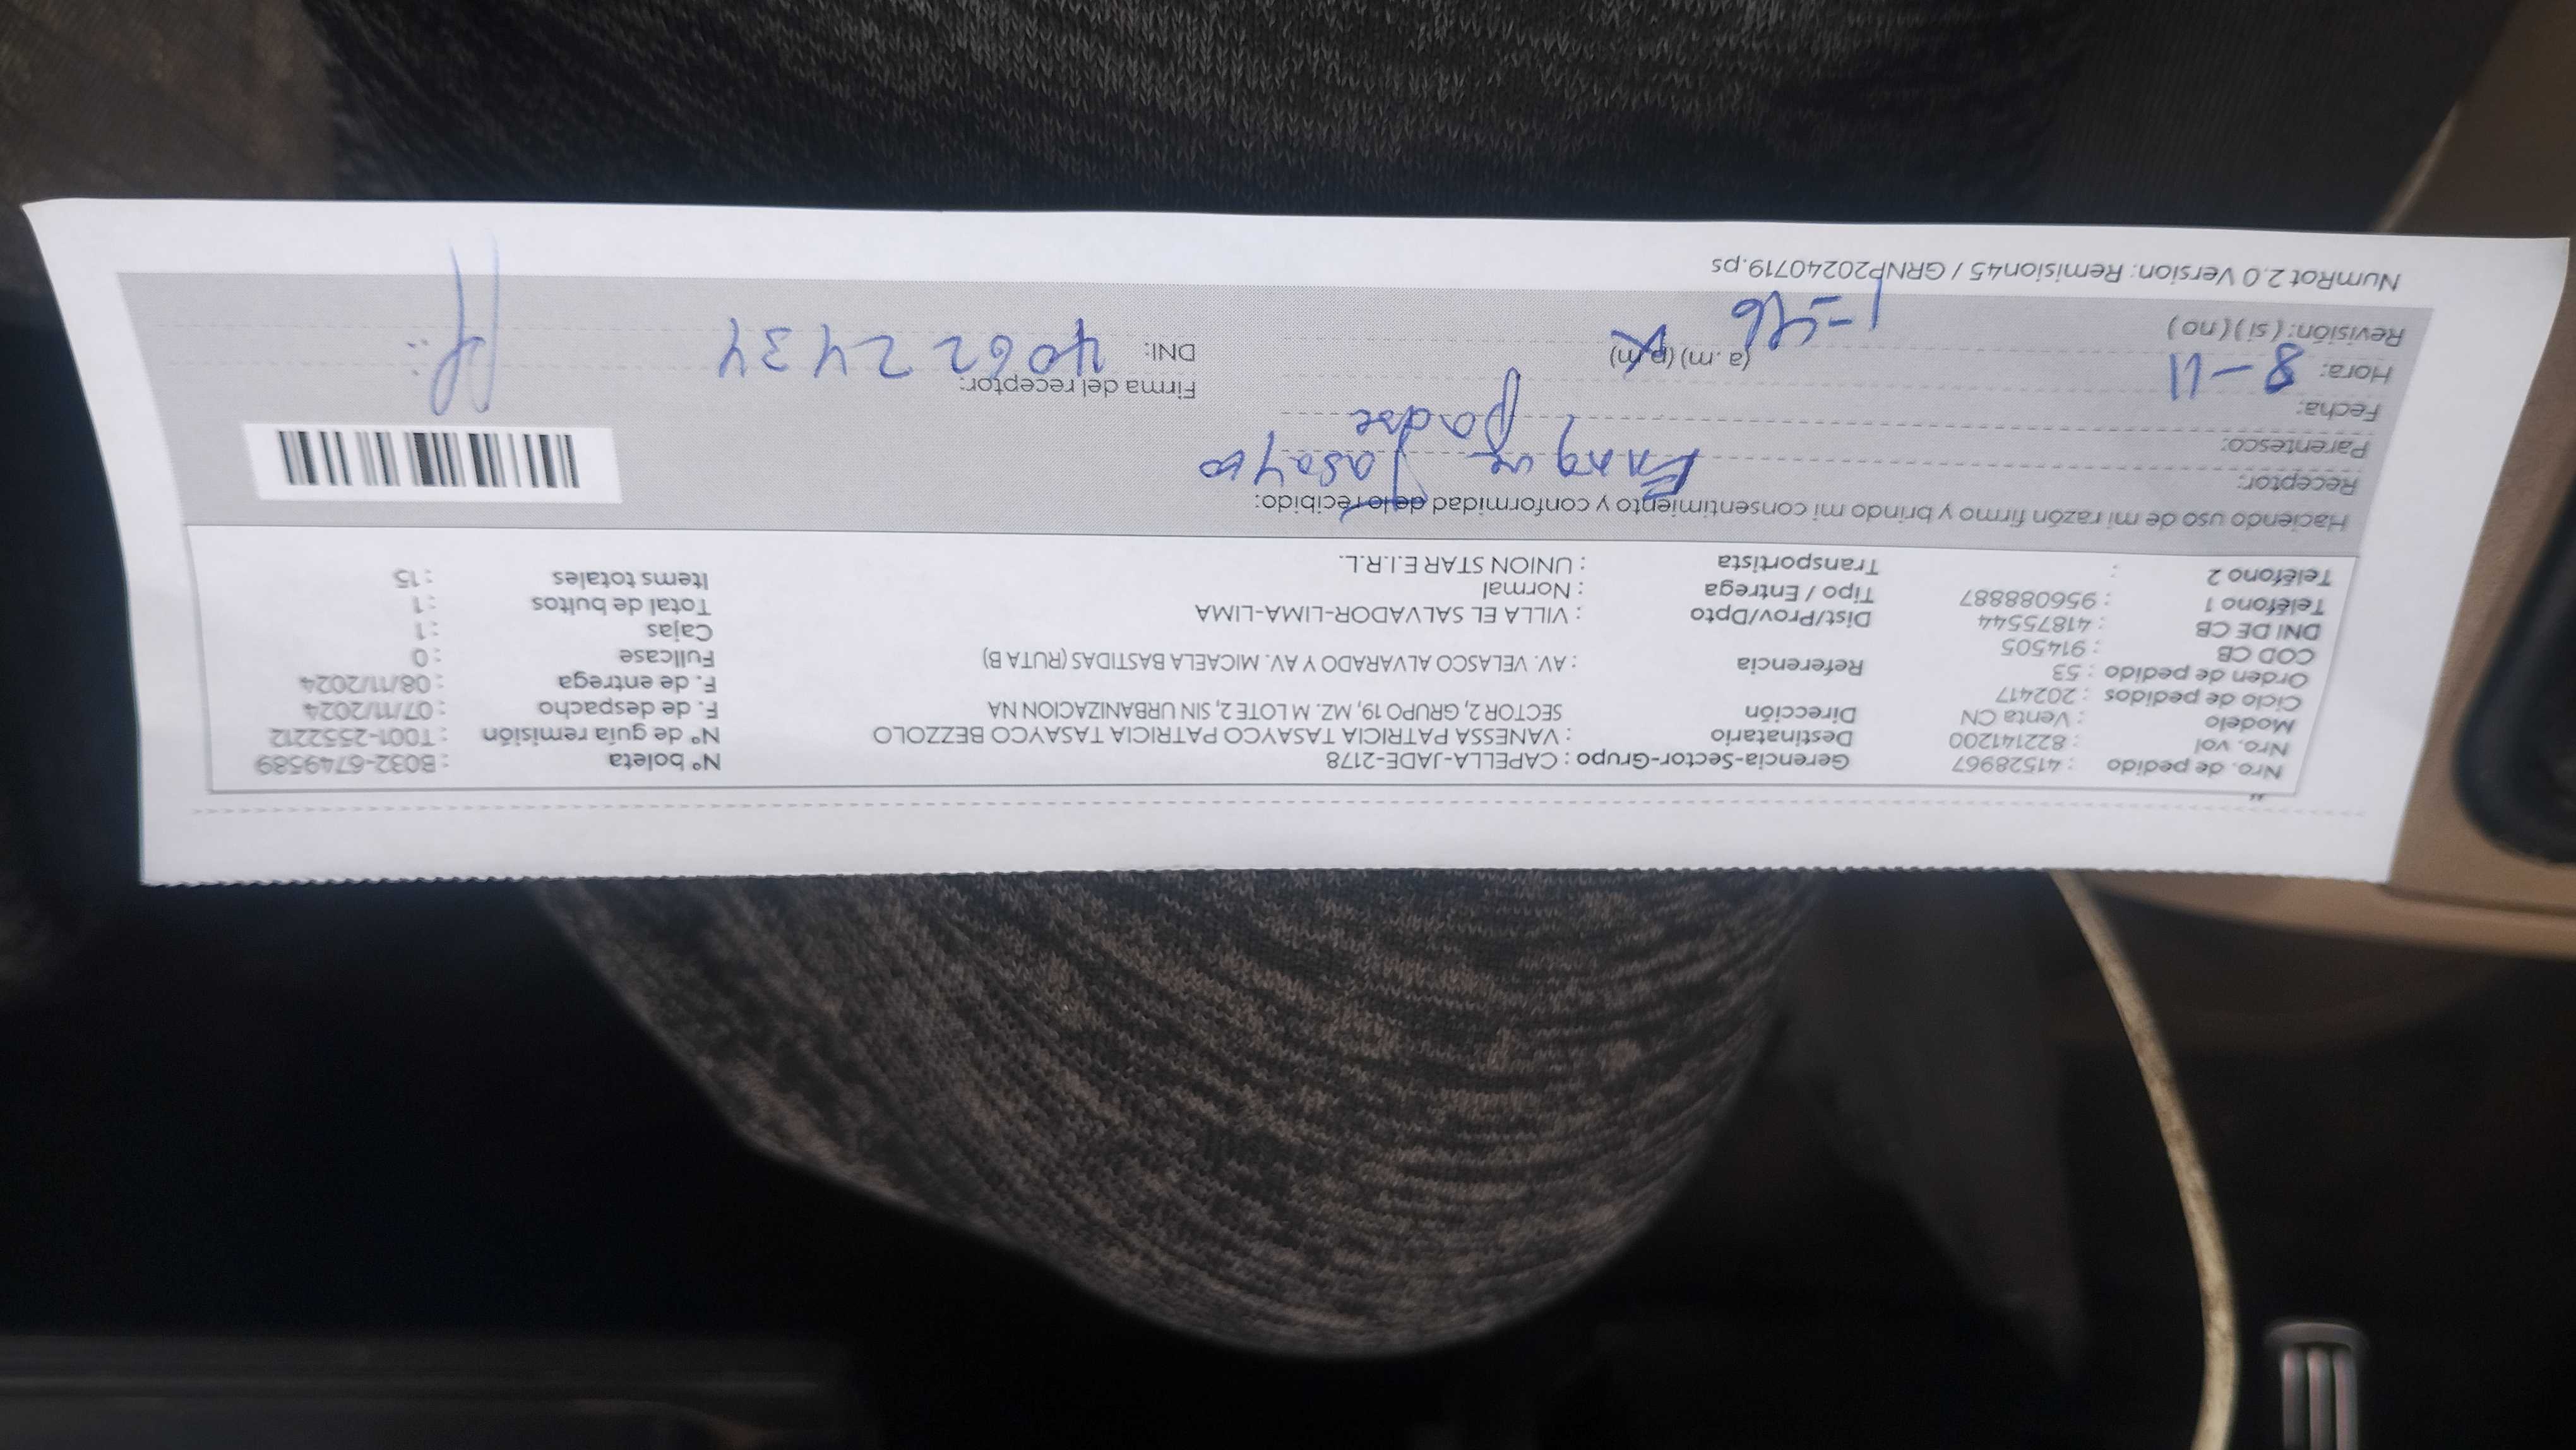 Nro. de pedido : 41528967 Gerencia-Sector-Grupo : CAPELLA-JADE-2178 N° boleta : B032-6749589
Nro. vol : 822141200 Destinatario : VANESSA PATRICIA TASAYCO PATRICIA TASAYCO BEZZOLO N° de guía remisión : T001-2552212
Modelo : Venta CN Dirección SECTOR 2, GRUPO 19, MZ. M LOTE 2, SIN URBANIZACION NA F. de despacho : 07/11/2024
Ciclo de pedidos : 202417 F. de entrega : 08/11/2024
Orden de pedido : 53 Referencia : AV. VELASCO ALVARADO Y AV. MICAELA BASTIDAS (RUTA B) Fullcase : 0
COD CB : 914505 Cajas : 1
DNI DE CB : 41875544 Dist/Prov/Dpto : VILLA EL SALVADOR-LIMA-LIMA Total de bultos : 1
Teléfono 1 : 956088887 Tipo / Entrega : Normal Items totales : 15
Teléfono 2 : Transportista : UNION STAR E.I.R.L.
Haciendo uso de mi razón firmo y brindo mi consentimiento y conformidad de lo recibido:
Receptor: Enrique Tasayco
Parentesco: padre
Fecha: 8-11 Firma del receptor:
Hora: 1-46 (a.m) (p.m) DNI: 40622434
Revisión: (si) (no)
NumRot 2.0 Version: Remision45 / GRNP20240719.ps